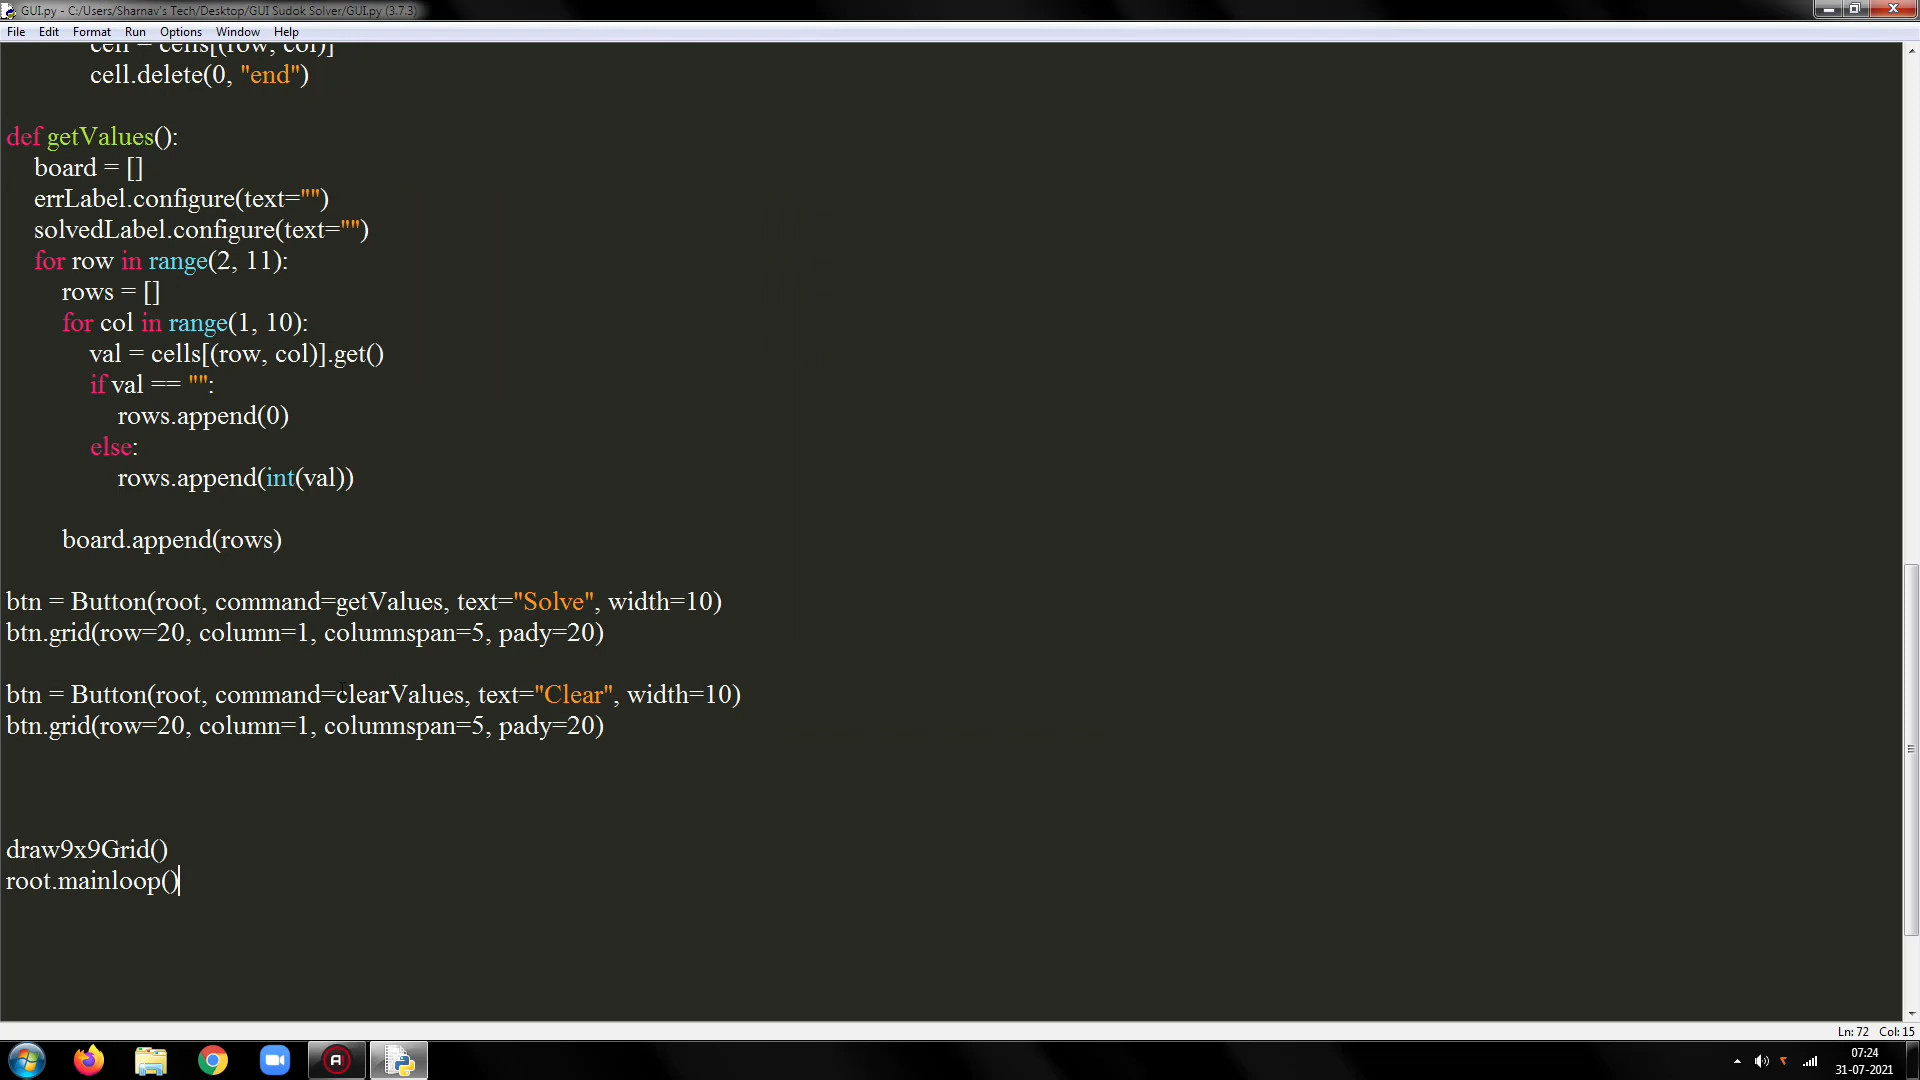 GUI.py - C:/Users/Sharnav's Tech/Desktop/GUI Sudok Solver/GUI.py (3.7.3)
File Edit Format Run Options Window Help
cell = cells[(row, col)]
cell.delete(0, "end")
def getValues():
board = []
errLabel.configure(text="")
solvedLabel.configure(text="")
for row in range(2, 11):
rows = []
for col in range(1, 10):
val = cells[(row, col)].get()
if val == "":
rows.append(0)
else:
rows.append(int(val))
board.append(rows)
btn = Button(root, command=getValues, text="Solve", width=10)
btn.grid(row=20, column=1, columnspan=5, pady=20)
btn = Button(root, command=clearValues, text="Clear", width=10)
btn.grid(row=20, column=1, columnspan=5, pady=20)
draw9x9Grid()
root.mainloop()
Ln: 72 Col: 15
07:24
31-07-2021